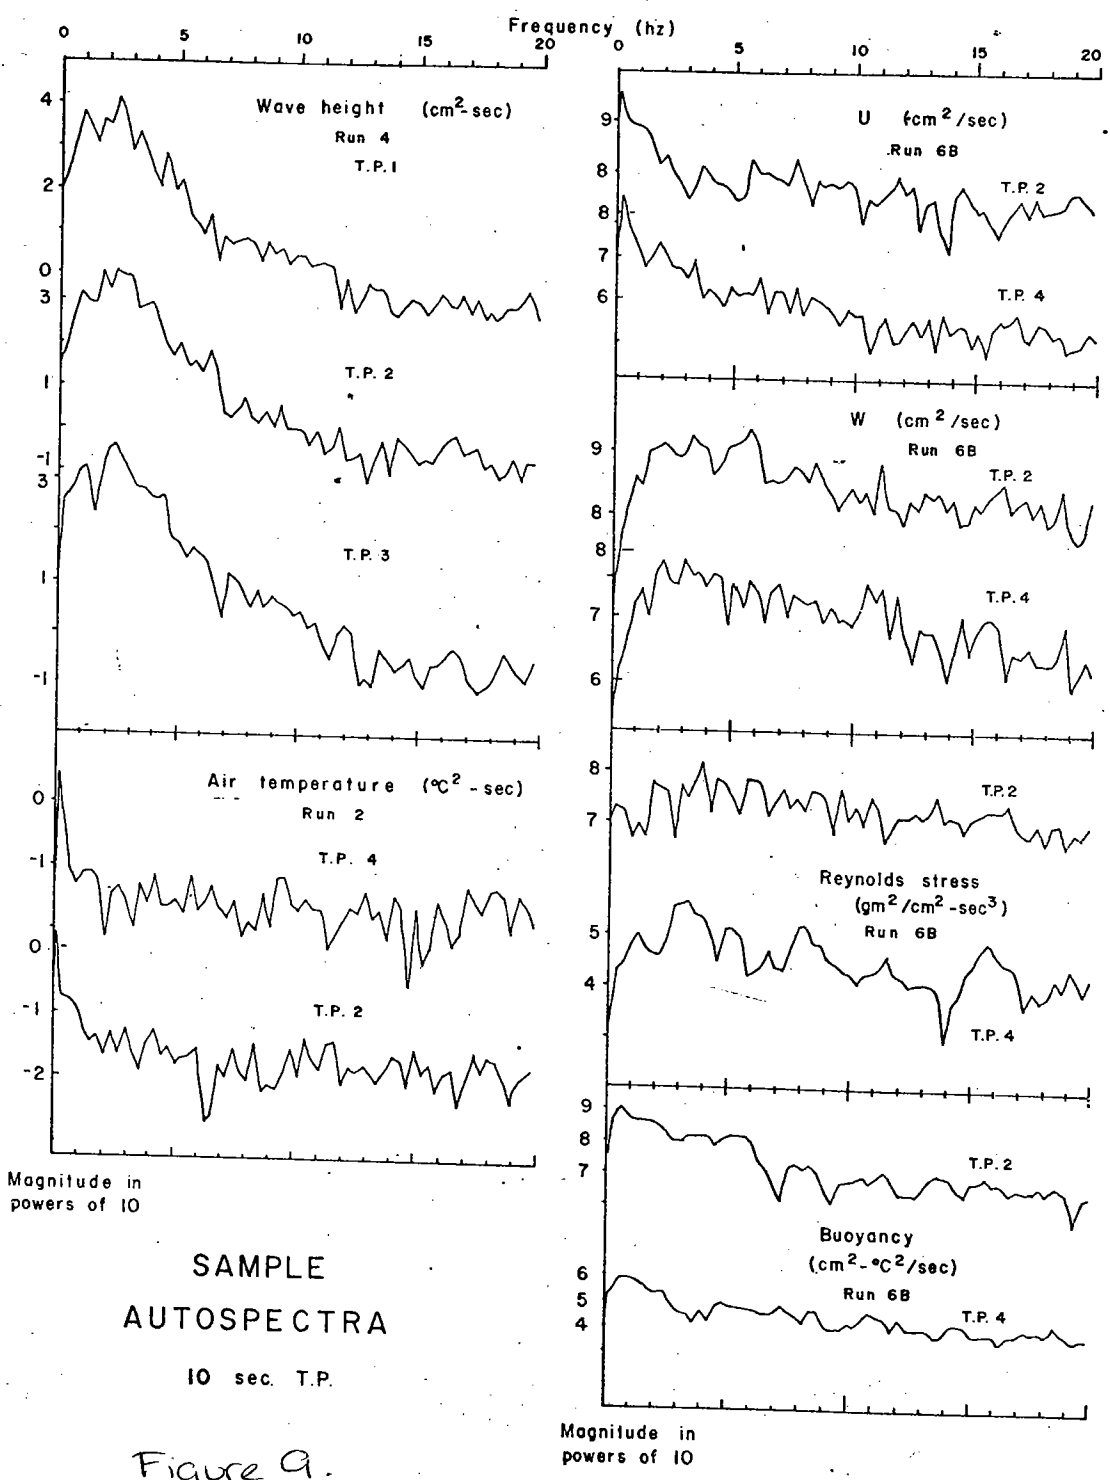 Frequency (hz)
0 5 10 15 20
0 5 10 15 20
4
2
0
3
1
-1
3
1
-1
Wave height (cm²-sec)
Run 4
T.P.1
T.P. 2
T.P. 3
0
-1
0
-1
-2
Air temperature (°C² - sec)
Run 2
T.P. 4
T.P. 2
Magnitude in
powers of 10
SAMPLE
AUTOSPECTRA
10 sec. T.P.
Figure 9.
9
8
8
7
6
U (cm²/sec)
Run 6B
T.P. 2
T.P. 4
9
8
8
7
6
W (cm²/sec)
Run 6B
T.P. 2
T.P. 4
8
7
5
4
T.P. 2
Reynolds stress
(gm²/cm²-sec³)
Run 6B
T.P. 4
9
8
7
6
5
4
T.P. 2
Buoyancy
(cm²-°C²/sec)
Run 6B
T.P. 4
Magnitude in
powers of 10